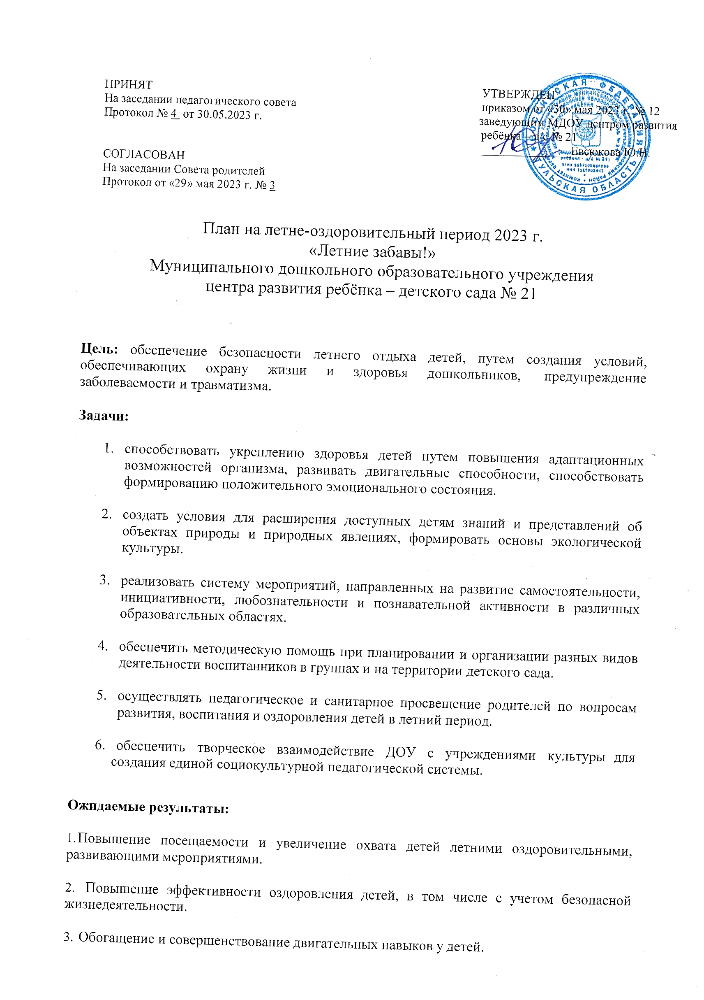 ПРИНЯТ
На заседании педагогического совета
Протокол № 4 от 30.05.2023 г.
СОГЛАСОВАН
На заседании Совета родителей
Протокол от «29» мая 2023 г. № 3
УТВЕРЖДЕН
приказом от «30» мая 2023 г. № 12
заведующим МДОУ центром развития
ребёнка – д/с № 21
Евсюкова Ю.Н.
РОССИЙСКАЯ ФЕДЕРАЦИЯ
ТУЛЬСКАЯ ОБЛАСТЬ
План на летне-оздоровительный период 2023 г.
«Летние забавы!»
Муниципального дошкольного образовательного учреждения
центра развития ребёнка – детского сада № 21
Цель: обеспечение безопасности летнего отдыха детей, путем создания условий,
обеспечивающих охрану жизни и здоровья дошкольников, предупреждение
заболеваемости и травматизма.
Задачи:
1. способствовать укреплению здоровья детей путем повышения адаптационных
возможностей организма, развивать двигательные способности, способствовать
формированию положительного эмоционального состояния.
2. создать условия для расширения доступных детям знаний и представлений об
объектах природы и природных явлениях, формировать основы экологической
культуры.
3. реализовать систему мероприятий, направленных на развитие самостоятельности,
инициативности, любознательности и познавательной активности в различных
образовательных областях.
4. обеспечить методическую помощь при планировании и организации разных видов
деятельности воспитанников в группах и на территории детского сада.
5. осуществлять педагогическое и санитарное просвещение родителей по вопросам
развития, воспитания и оздоровления детей в летний период.
6. обеспечить творческое взаимодействие ДОУ с учреждениями культуры для
создания единой социокультурной педагогической системы.
Ожидаемые результаты:
1.Повышение посещаемости и увеличение охвата детей летними оздоровительными,
развивающими мероприятиями.
2. Повышение эффективности оздоровления детей, в том числе с учетом безопасной
жизнедеятельности.
3. Обогащение и совершенствование двигательных навыков у детей.